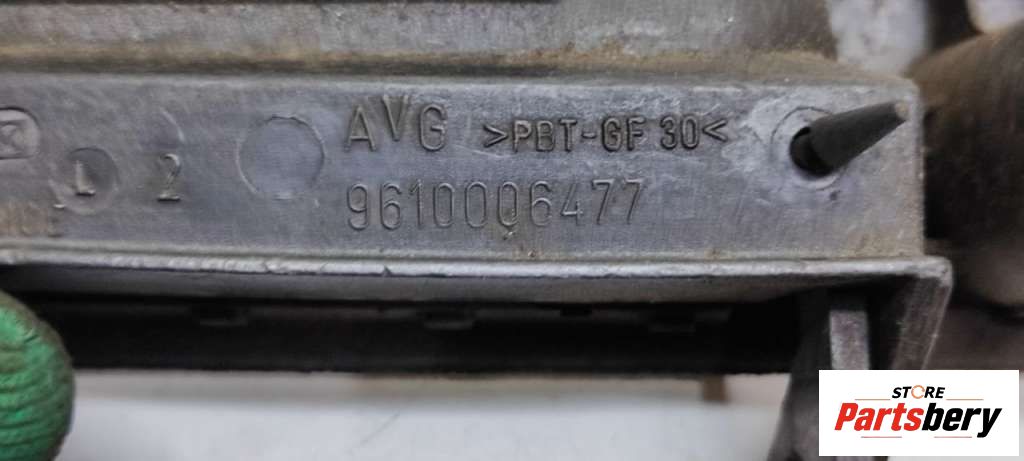 AVG >PBT-GF 30<
L 2
9610006477
STORE
Partsbery